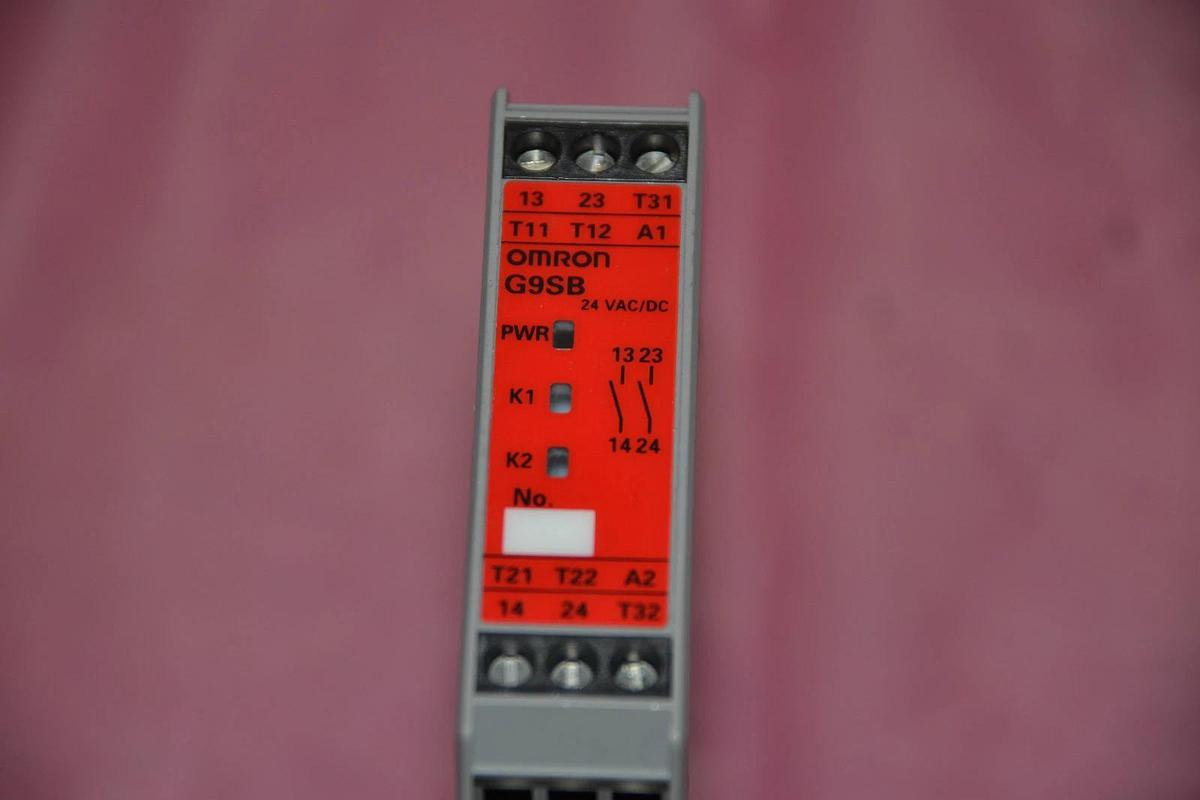 13 23 T31
T11 T12 A1
OMRON
G9SB
24 VAC/DC
PWR
13 23
K1
14 24
K2
No.
T21 T22 A2
14 24 T32